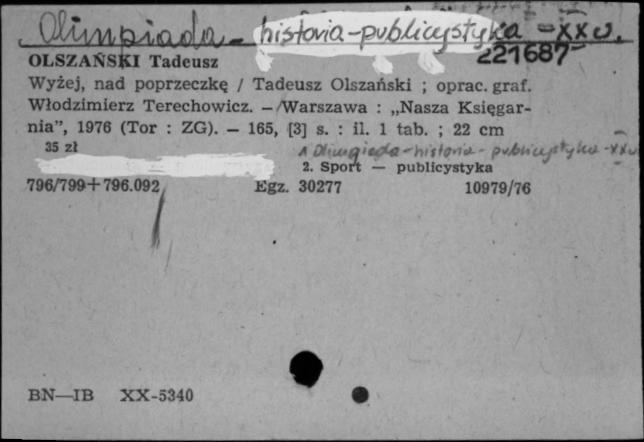 Olimpiada - historia-publicystyka - XX w.
221687
OLSZAŃSKI Tadeusz
Wyżej, nad poprzeczkę / Tadeusz Olszański ; oprac. graf.
Włodzimierz Terechowicz. — Warszawa : „Nasza Księgar-
nia”, 1976 (Tor : ZG). — 165, [3] s. : il. 1 tab. ; 22 cm
35 zł
1 Olimpiada-historia - publicystyka -XX w
2. Sport — publicystyka
796/799+796.092 Egz. 30277 10979/76
BN—IB XX-5340